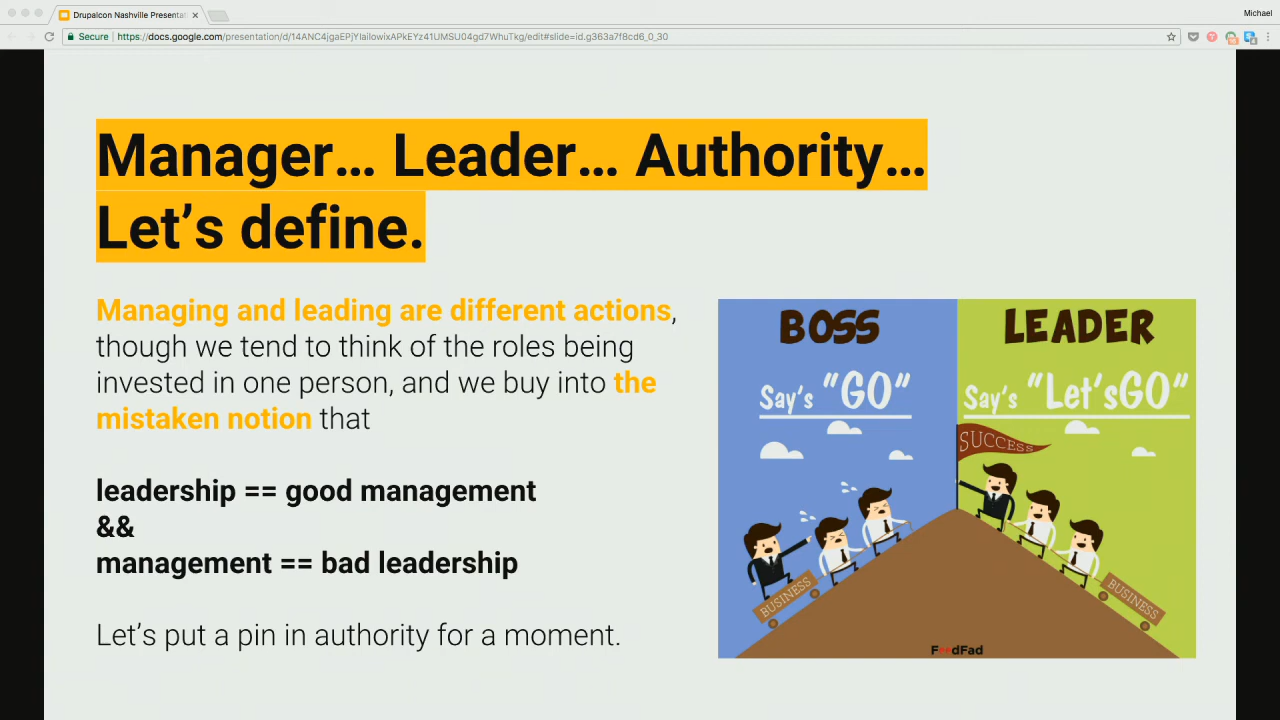 Drupalcon Nashville Presentat
Michael
Secure
https://docs.google.com/presentation/d/14ANC4jgaEPjYIailowixAPkEYz41UMSU04gd7WhuTkg/edit#slide=id.g363a7f8cd6_0_30
Manager… Leader… Authority…
Let’s define.
Managing and leading are different actions,
though we tend to think of the roles being
invested in one person, and we buy into the
mistaken notion that
leadership == good management
&&
management == bad leadership
Let’s put a pin in authority for a moment.
BOSS
Say's "GO"
BUSINESS
LEADER
Say's "Let'sGO"
SUCCESS
BUSINESS
FeedFad